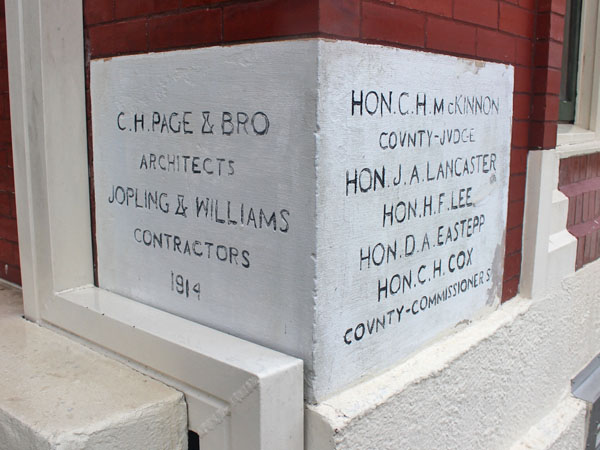 C.H.PAGE & BRO
ARCHITECTS
JOPLING & WILLIAMS
CONTRACTORS
1914
HON.C.H.McKINNON
COVNTY-JVDGE
HON.J.A.LANCASTER
HON.H.F.LEE
HON.D.A.EASTEPP
HON.C.H.COX
COVNTY-COMMISSIONERS